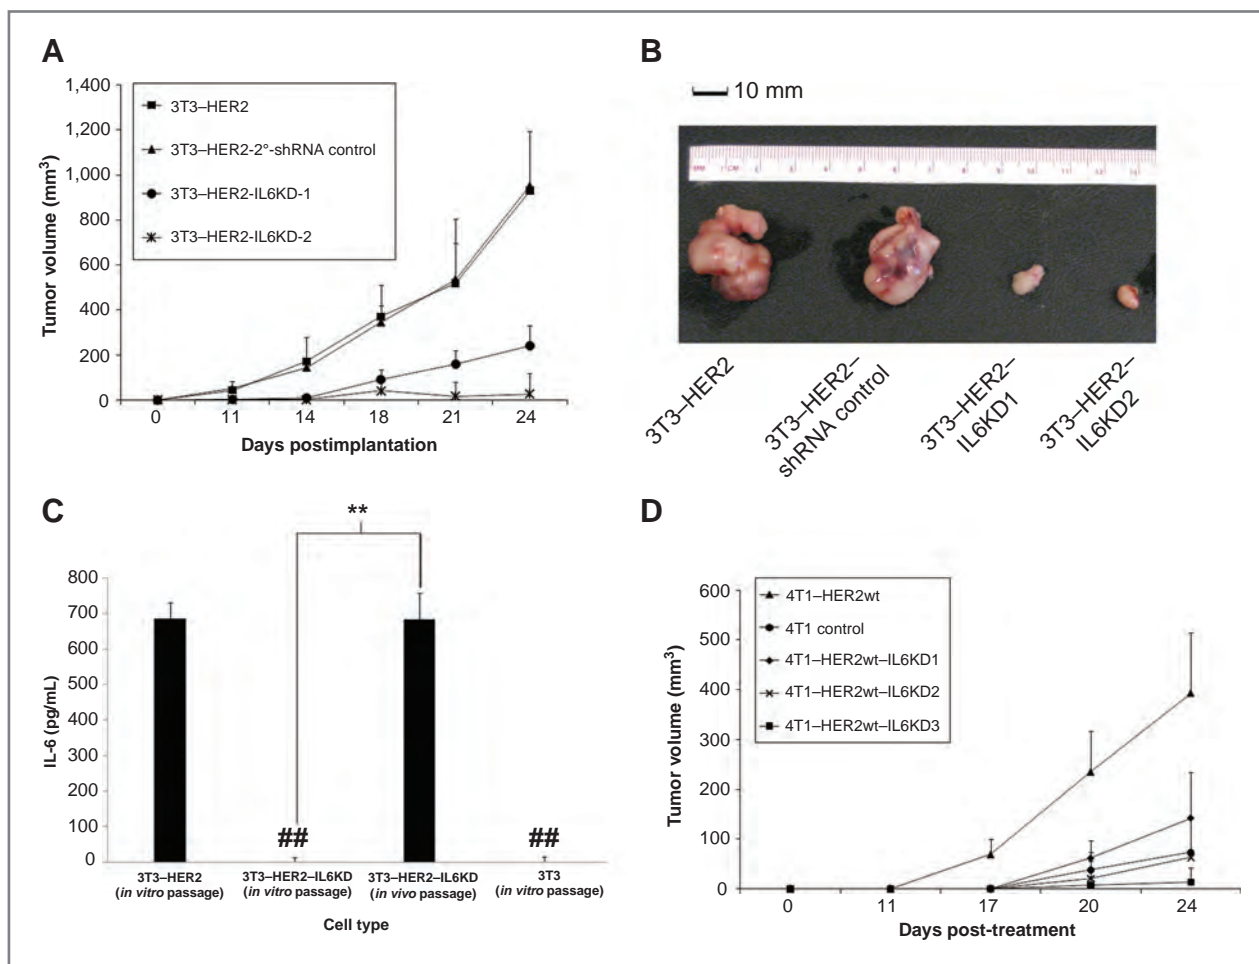 A
1,400
1,200
1,000
800
600
400
200
0
Tumor volume (mm³)
3T3–HER2
3T3–HER2-2°-shRNA control
3T3–HER2-IL6KD-1
3T3–HER2-IL6KD-2
0 11 14 18 21 24
Days postimplantation
B
10 mm
3T3–HER2
3T3–HER2–
shRNA control
3T3–HER2–
IL6KD1
3T3–HER2–
IL6KD2
C
**
800
700
600
500
400
300
200
100
0
IL-6 (pg/mL)
## ##
3T3–HER2
(in vitro passage)
3T3–HER2–IL6KD
(in vitro passage)
3T3–HER2–IL6KD
(in vivo passage)
3T3
(in vitro passage)
Cell type
D
600
500
400
300
200
100
0
Tumor volume (mm³)
4T1–HER2wt
4T1 control
4T1–HER2wt–IL6KD1
4T1–HER2wt–IL6KD2
4T1–HER2wt–IL6KD3
0 11 17 20 24
Days post-treatment